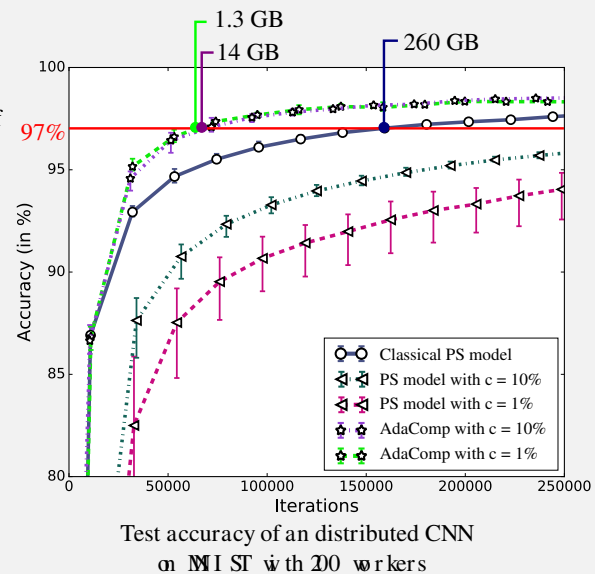 1.3 GB
14 GB
260 GB
100
97%
95
90
85
80
Accuracy (in %)
Classical PS model
PS model with c = 10%
PS model with c = 1%
AdaComp with c = 10%
AdaComp with c = 1%
0 50000 100000 150000 200000 250000
Iterations
Test accuracy of an distributed CNN
on MNIST with 200 workers